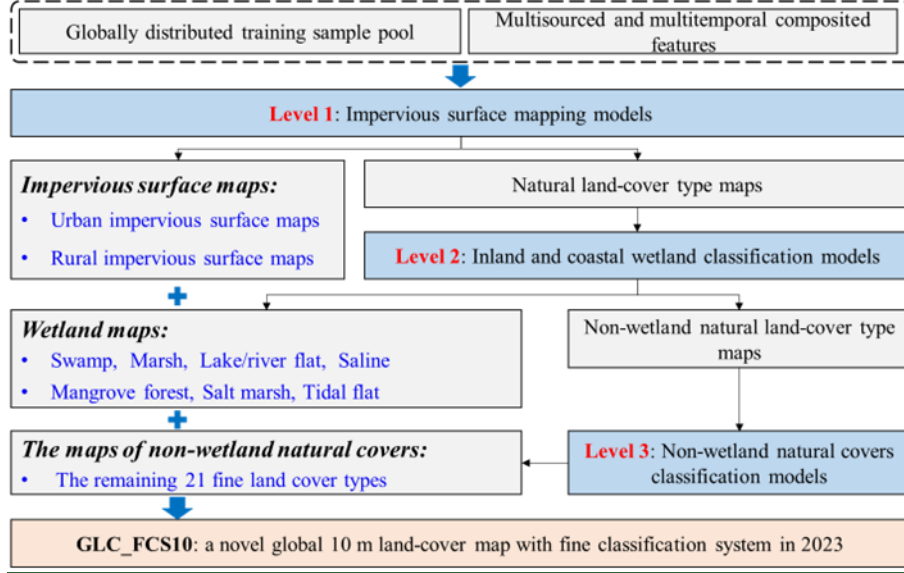 Globally distributed training sample pool
Multisourced and multitemporal composited
features
Level 1: Impervious surface mapping models
Impervious surface maps:
• Urban impervious surface maps
• Rural impervious surface maps
Natural land-cover type maps
Level 2: Inland and coastal wetland classification models
Wetland maps:
• Swamp, Marsh, Lake/river flat, Saline
• Mangrove forest, Salt marsh, Tidal flat
Non-wetland natural land-cover type
maps
The maps of non-wetland natural covers:
• The remaining 21 fine land cover types
Level 3: Non-wetland natural covers
classification models
GLC_FCS10: a novel global 10 m land-cover map with fine classification system in 2023